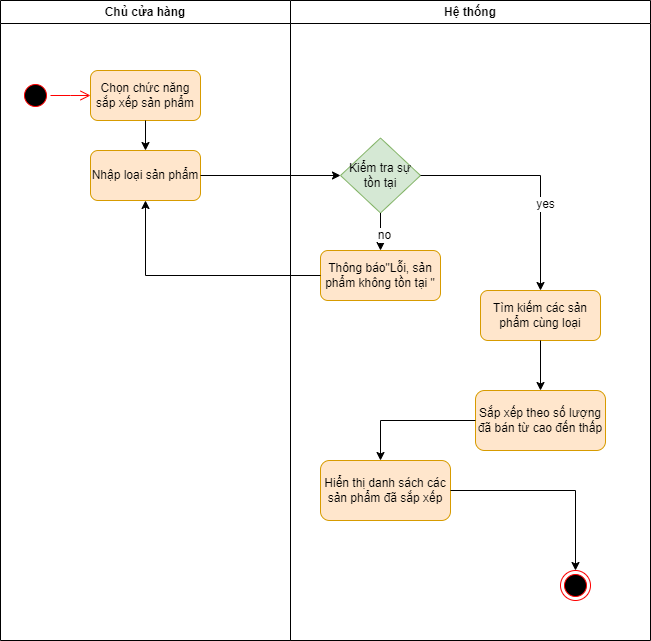 Chủ cửa hàng
Hệ thống
Chọn chức năng
sắp xếp sản phẩm
Nhập loại sản phẩm
Kiểm tra sự
tồn tại
yes
no
Thông báo"Lỗi, sản
phẩm không tồn tại "
Tìm kiếm các sản
phẩm cùng loại
Sắp xếp theo số lượng
đã bán từ cao đến thấp
Hiển thị danh sách các
sản phẩm đã sắp xếp